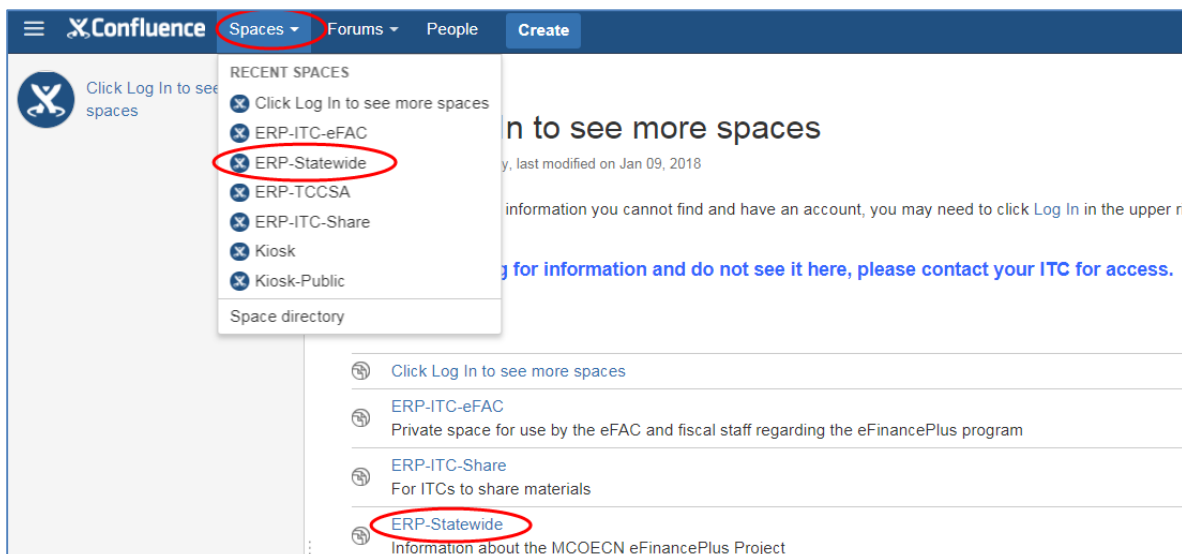 Confluence Spaces Forums People Create
Click Log In to see
spaces
RECENT SPACES
Click Log In to see more spaces
ERP-ITC-eFAC
ERP-Statewide
ERP-TCCSA
ERP-ITC-Share
Kiosk
Kiosk-Public
Space directory
In to see more spaces
y, last modified on Jan 09, 2018
information you cannot find and have an account, you may need to click Log In in the upper
for information and do not see it here, please contact your ITC for access.
Click Log In to see more spaces
ERP-ITC-eFAC
Private space for use by the eFAC and fiscal staff regarding the eFinancePlus program
ERP-ITC-Share
For ITCs to share materials
ERP-Statewide
Information about the MCOECN eFinancePlus Project